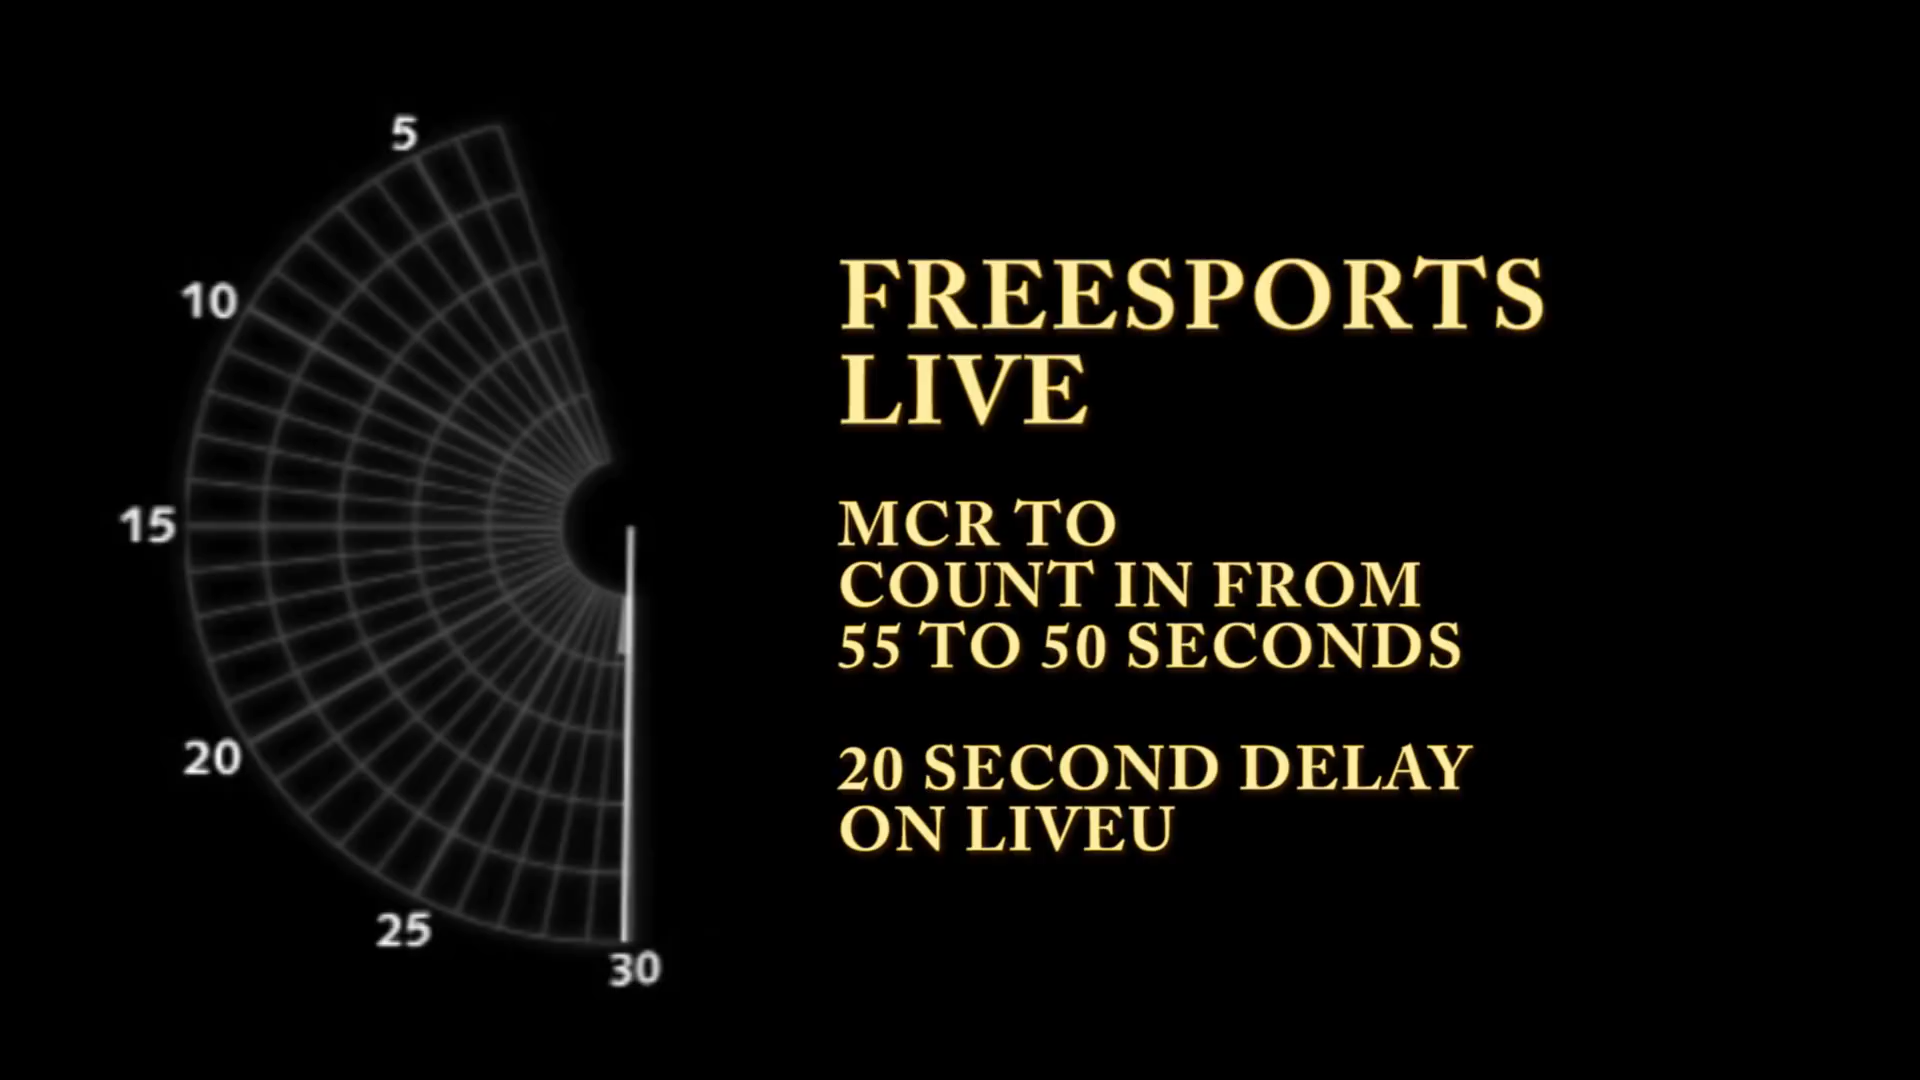 5
10
15
20
25
30
FREESPORTS
LIVE
MCR TO
COUNT IN FROM
55 TO 50 SECONDS
20 SECOND DELAY
ON LIVEU